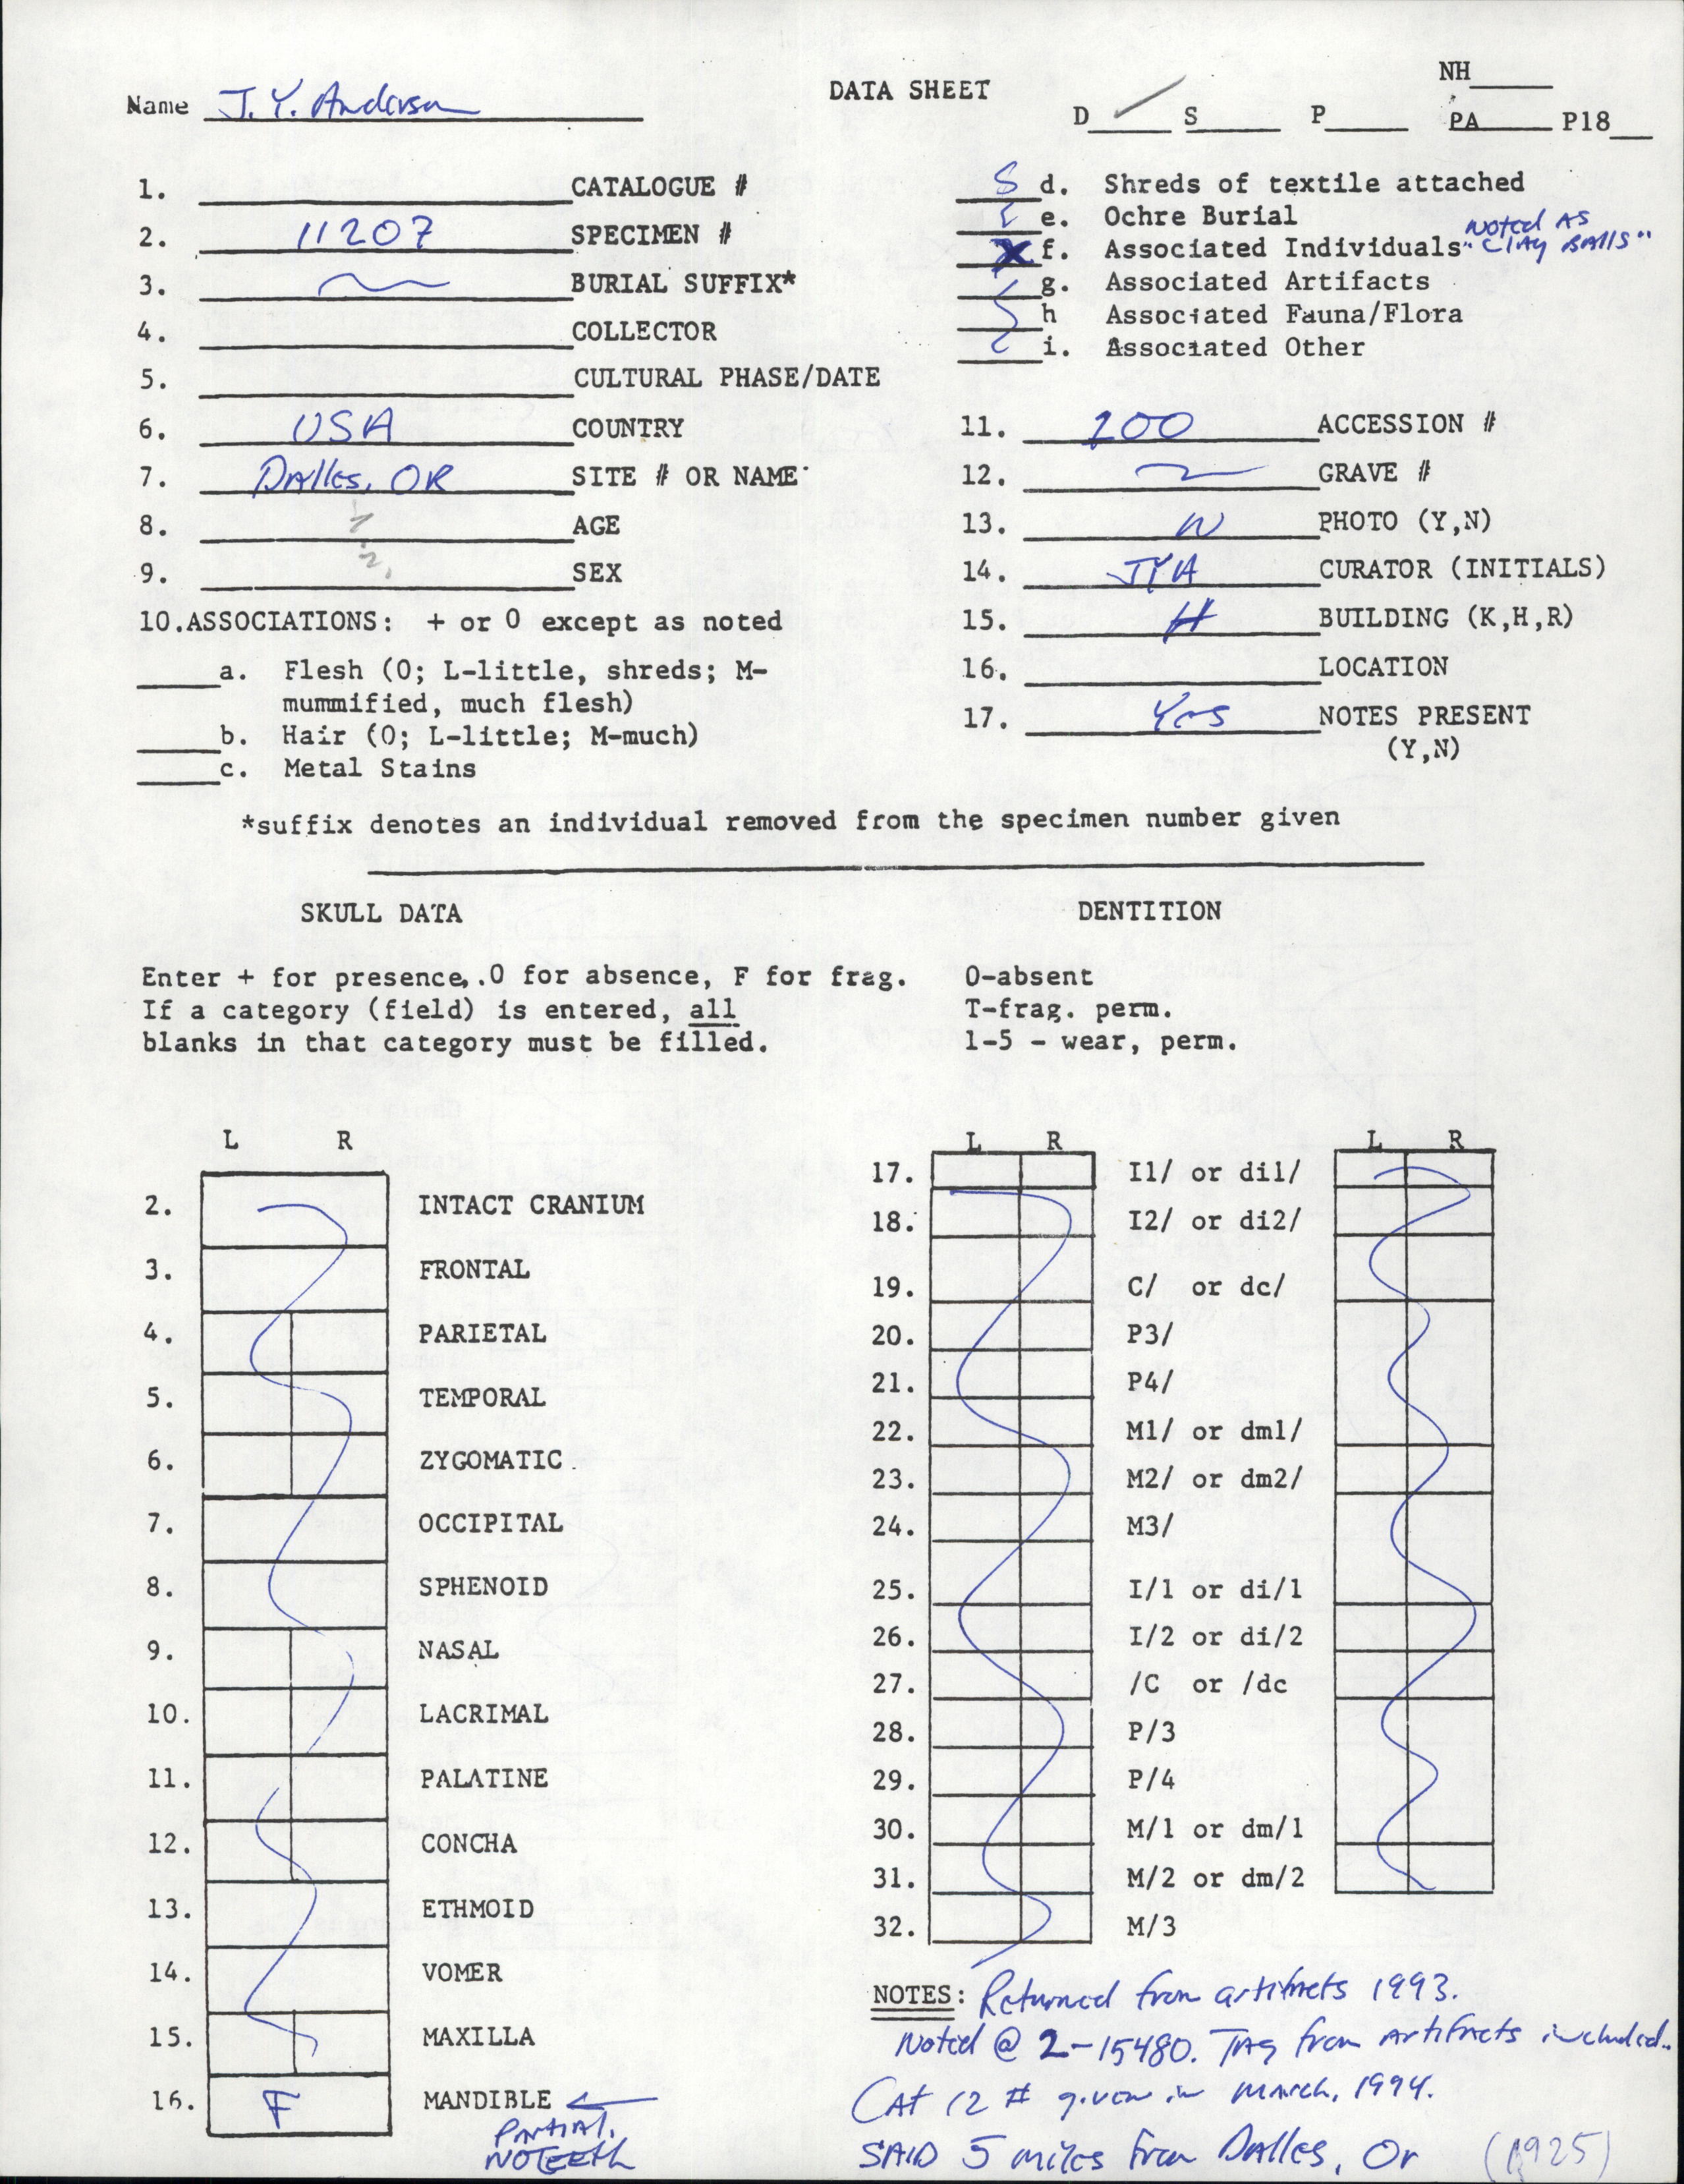 Name J. Y. Anderson
DATA SHEET
NH
D ✓ S P PA P18
1. CATALOGUE #
2. 11207 SPECIMEN #
3. BURIAL SUFFIX*
4. COLLECTOR
5. CULTURAL PHASE/DATE
6. USA COUNTRY
7. Dalles, OR SITE # OR NAME
8. ? AGE
9. ? SEX
10.ASSOCIATIONS: + or 0 except as noted
a. Flesh (0; L-little, shreds; M-
mummified, much flesh)
b. Hair (0; L-little; M-much)
c. Metal Stains
d. Shreds of textile attached
e. Ochre Burial
X f. Associated Individuals Noted AS
"Clay Balls"
g. Associated Artifacts
h Associated Fauna/Flora
i. Associated Other
11. 200 ACCESSION #
12. GRAVE #
13. N PHOTO (Y,N)
14. JYA CURATOR (INITIALS)
15. H BUILDING (K,H,R)
16. LOCATION
17. Yes NOTES PRESENT
(Y,N)
*suffix denotes an individual removed from the specimen number given
SKULL DATA
Enter + for presence, .0 for absence, F for frag.
If a category (field) is entered, all
blanks in that category must be filled.
L R
2. INTACT CRANIUM
3. FRONTAL
4. PARIETAL
5. TEMPORAL
6. ZYGOMATIC
7. OCCIPITAL
8. SPHENOID
9. NASAL
10. LACRIMAL
11. PALATINE
12. CONCHA
13. ETHMOID
14. VOMER
15. MAXILLA
16. F MANDIBLE
Partial.
NO TEETH
DENTITION
0-absent
T-frag. perm.
1-5 - wear, perm.
L R L R
17. I1/ or di1/
18. I2/ or di2/
19. C/ or dc/
20. P3/
21. P4/
22. M1/ or dm1/
23. M2/ or dm2/
24. M3/
25. I/1 or di/1
26. I/2 or di/2
27. /C or /dc
28. P/3
29. P/4
30. M/1 or dm/1
31. M/2 or dm/2
32. M/3
NOTES: Returned from artifacts 1993.
Noted @ 2-15480. TAG from Artifacts included.
CAt 12 # given in March, 1994.
SAID 5 miles from Dalles, Or (1925)